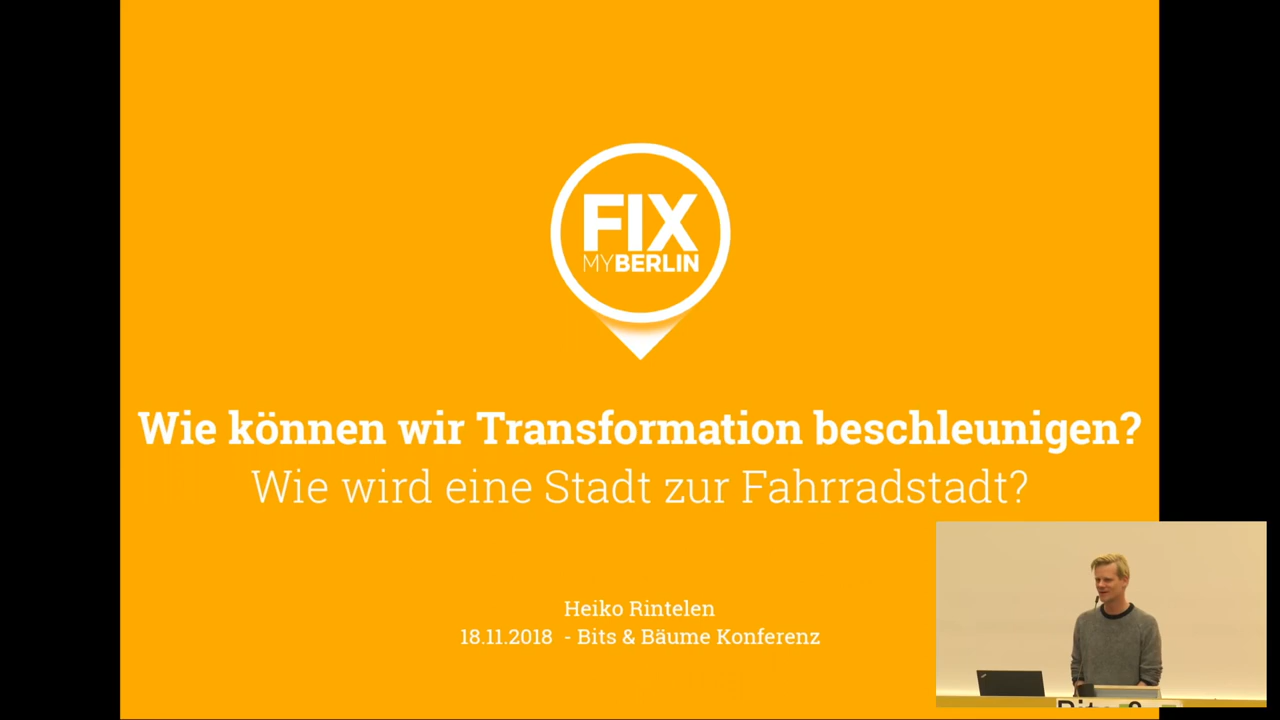 FIX
MYBERLIN
Wie können wir Transformation beschleunigen?
Wie wird eine Stadt zur Fahrradstadt?
Heiko Rintelen
18.11.2018 - Bits & Bäume Konferenz
Bits &